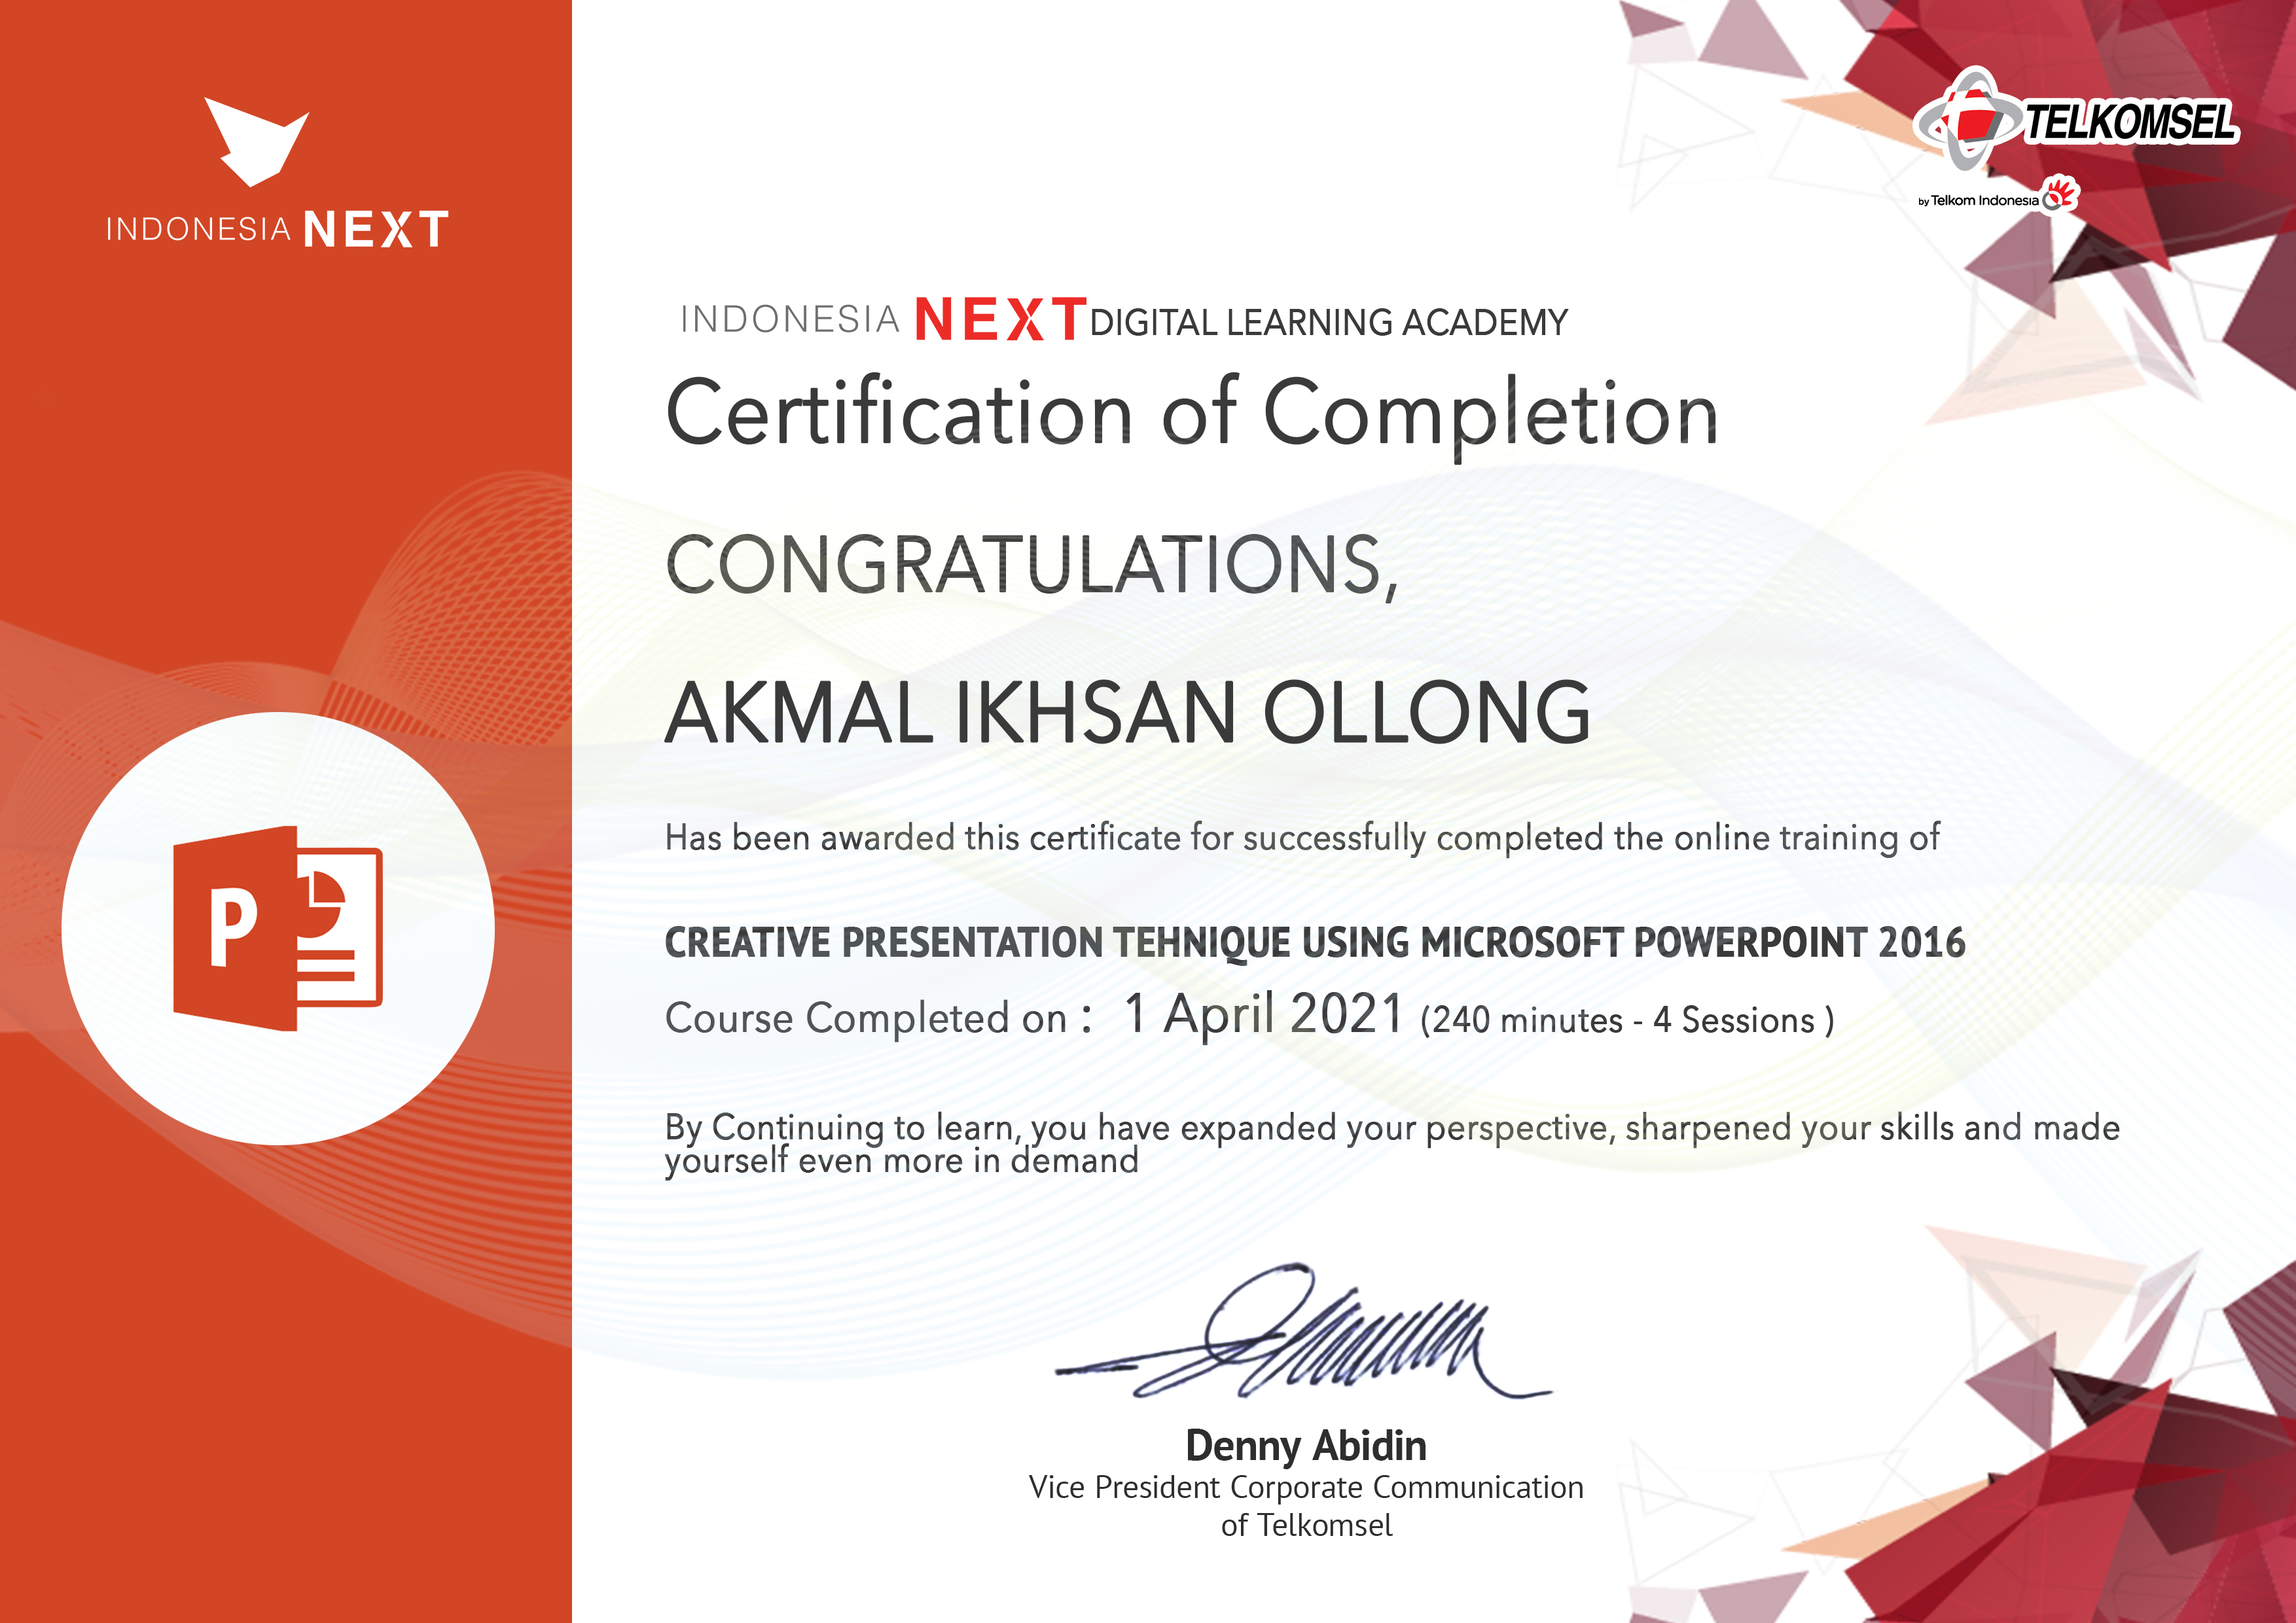 INDONESIA NEXT
TELKOMSEL
by Telkom Indonesia
INDONESIA NEXT DIGITAL LEARNING ACADEMY
Certification of Completion
CONGRATULATIONS,
AKMAL IKHSAN OLLONG
Has been awarded this certificate for successfully completed the online training of
P
CREATIVE PRESENTATION TEHNIQUE USING MICROSOFT POWERPOINT 2016
Course Completed on : 1 April 2021 (240 minutes - 4 Sessions )
By Continuing to learn, you have expanded your perspective, sharpened your skills and made
yourself even more in demand
Denny Abidin
Vice President Corporate Communication
of Telkomsel